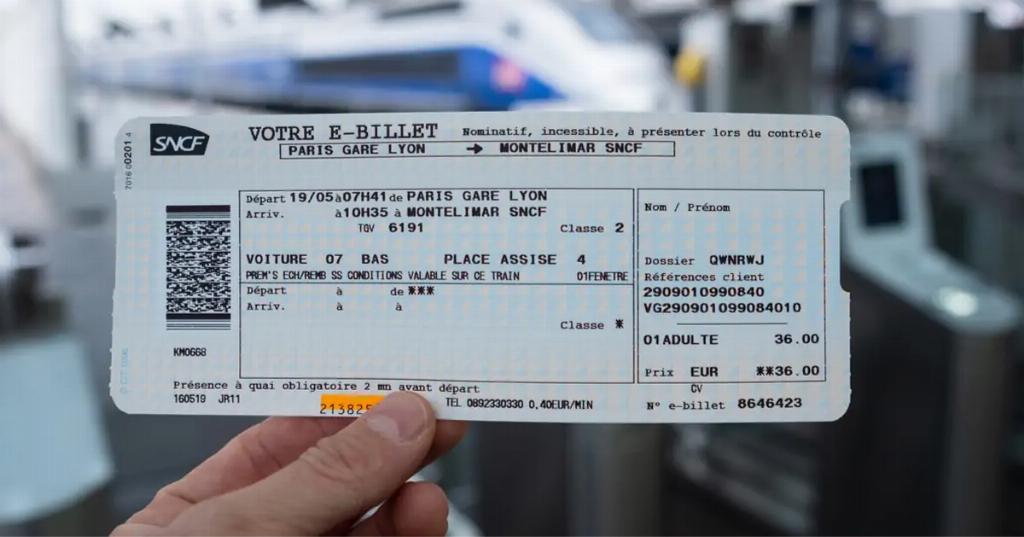 7016 00201 4
SNCF
VOTRE E-BILLET Nominatif, incessible, à présenter lors du contrôle
PARIS GARE LYON → MONTELIMAR SNCF
Départ 19/05 à 07H41 de PARIS GARE LYON
Arriv. à 10H35 à MONTELIMAR SNCF
TGV 6191 Classe 2
VOITURE 07 BAS PLACE ASSISE 4
PREM'S ECH/REMB SS CONDITIONS VALABLE SUR CE TRAIN 01FENETRE
Départ à de ***
Arriv. à à
Classe *
Nom / Prénom
Dossier QWNRWJ
Références client
2909010990840
VG290901099084010
01ADULTE 36.00
Prix EUR **36.00
KM0668
Présence à quai obligatoire 2 mn avant départ
160519 JR11
TEL 0892330330 0,40EUR/MIN
CV
N° e-billet 8646423